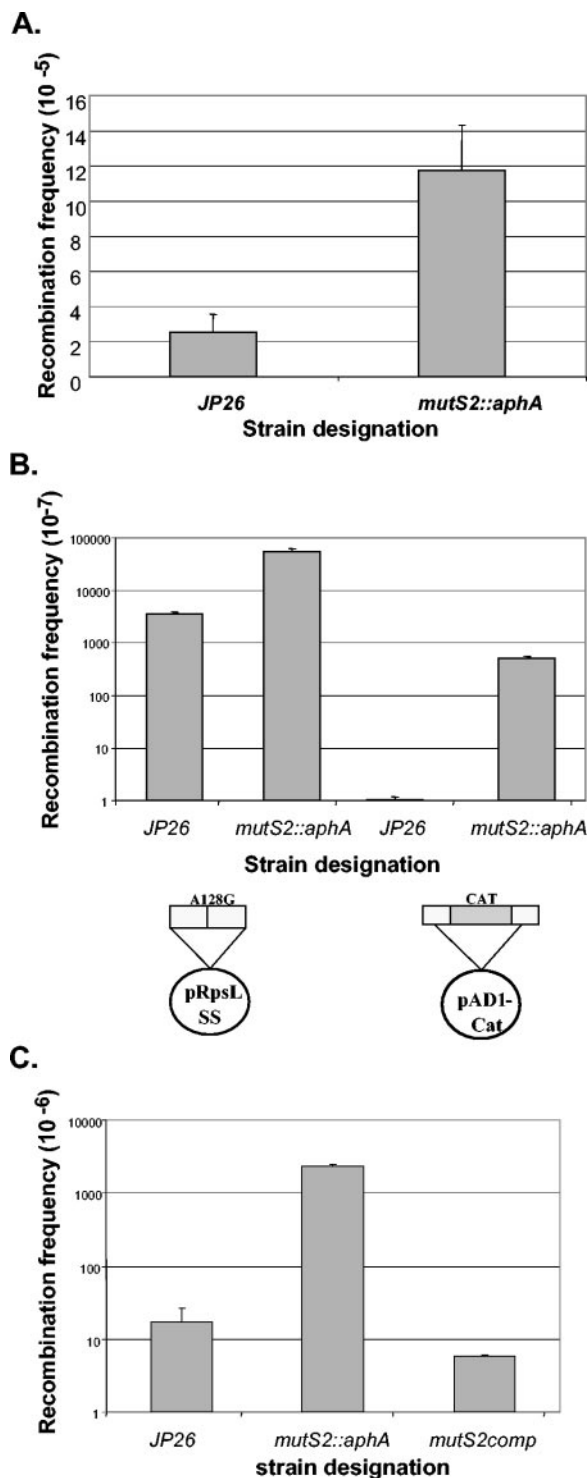 A.
Recombination frequency (10 -5)
16
14
12
10
8
6
4
2
0
JP26 mutS2::aphA
Strain designation
B.
Recombination frequency (10-7)
100000
10000
1000
100
10
1
JP26 mutS2::aphA JP26 mutS2::aphA
Strain designation
A128G
pRpsL
SS
CAT
pAD1-
Cat
C.
Recombination frequency (10 -6)
10000
1000
100
10
1
JP26 mutS2::aphA mutS2comp
strain designation